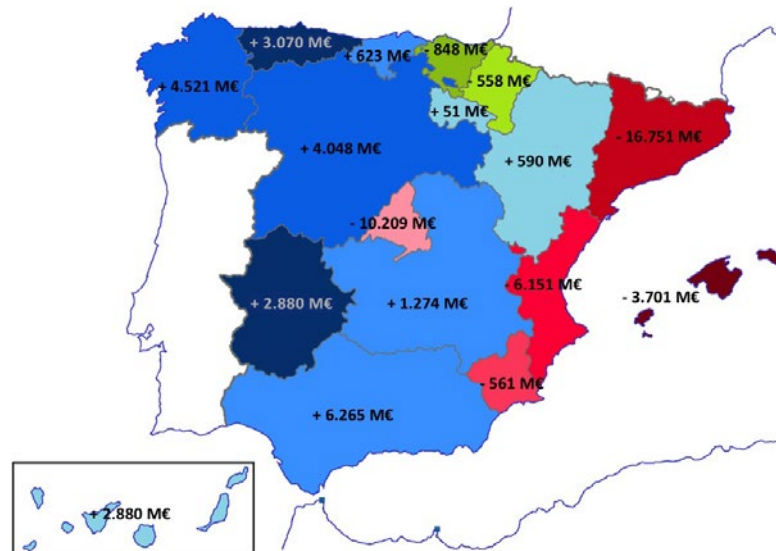 + 3.070 M€
+ 623 M€
- 848 M€
+ 4.521 M€
- 558 M€
+ 51 M€
- 16.751 M€
+ 4.048 M€
+ 590 M€
- 10.209 M€
- 6.151 M€
- 3.701 M€
+ 2.880 M€
+ 1.274 M€
- 561 M€
+ 6.265 M€
+ 2.880 M€